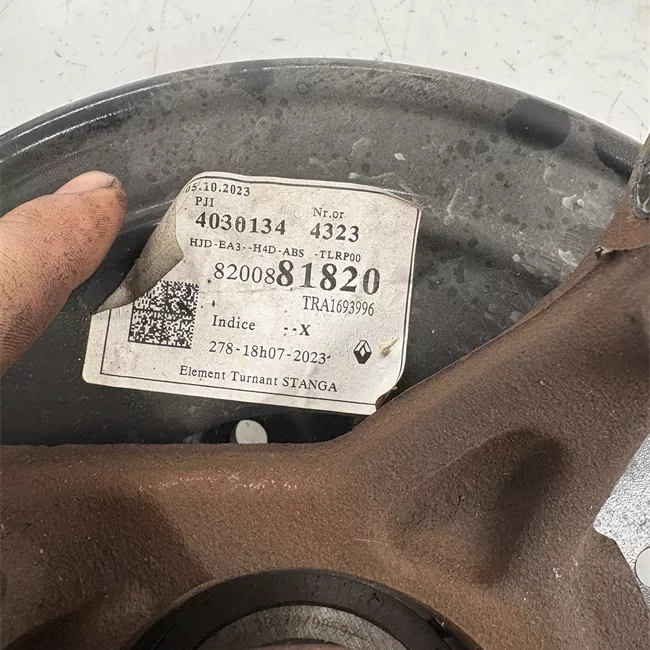 05.10.2023
PJI Nr.or
4030134 4323
HJD-EA3--H4D-ABS -TLRP00
8200881820
TRA1693996
Indice :-X
278-18h07-2023
Element Turnant STANGA